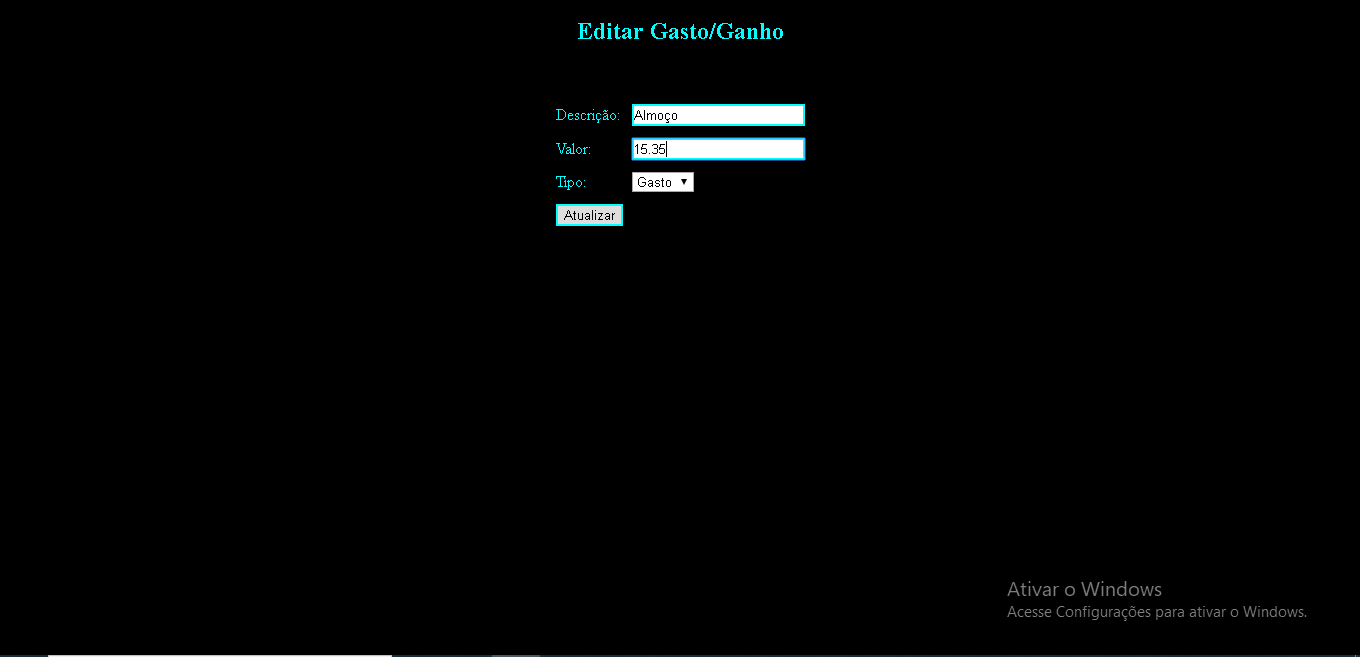 Editar Gasto/Ganho
Descrição: Almoço
Valor: 15.35
Tipo: Gasto
Atualizar
Ativar o Windows
Acesse Configurações para ativar o Windows.